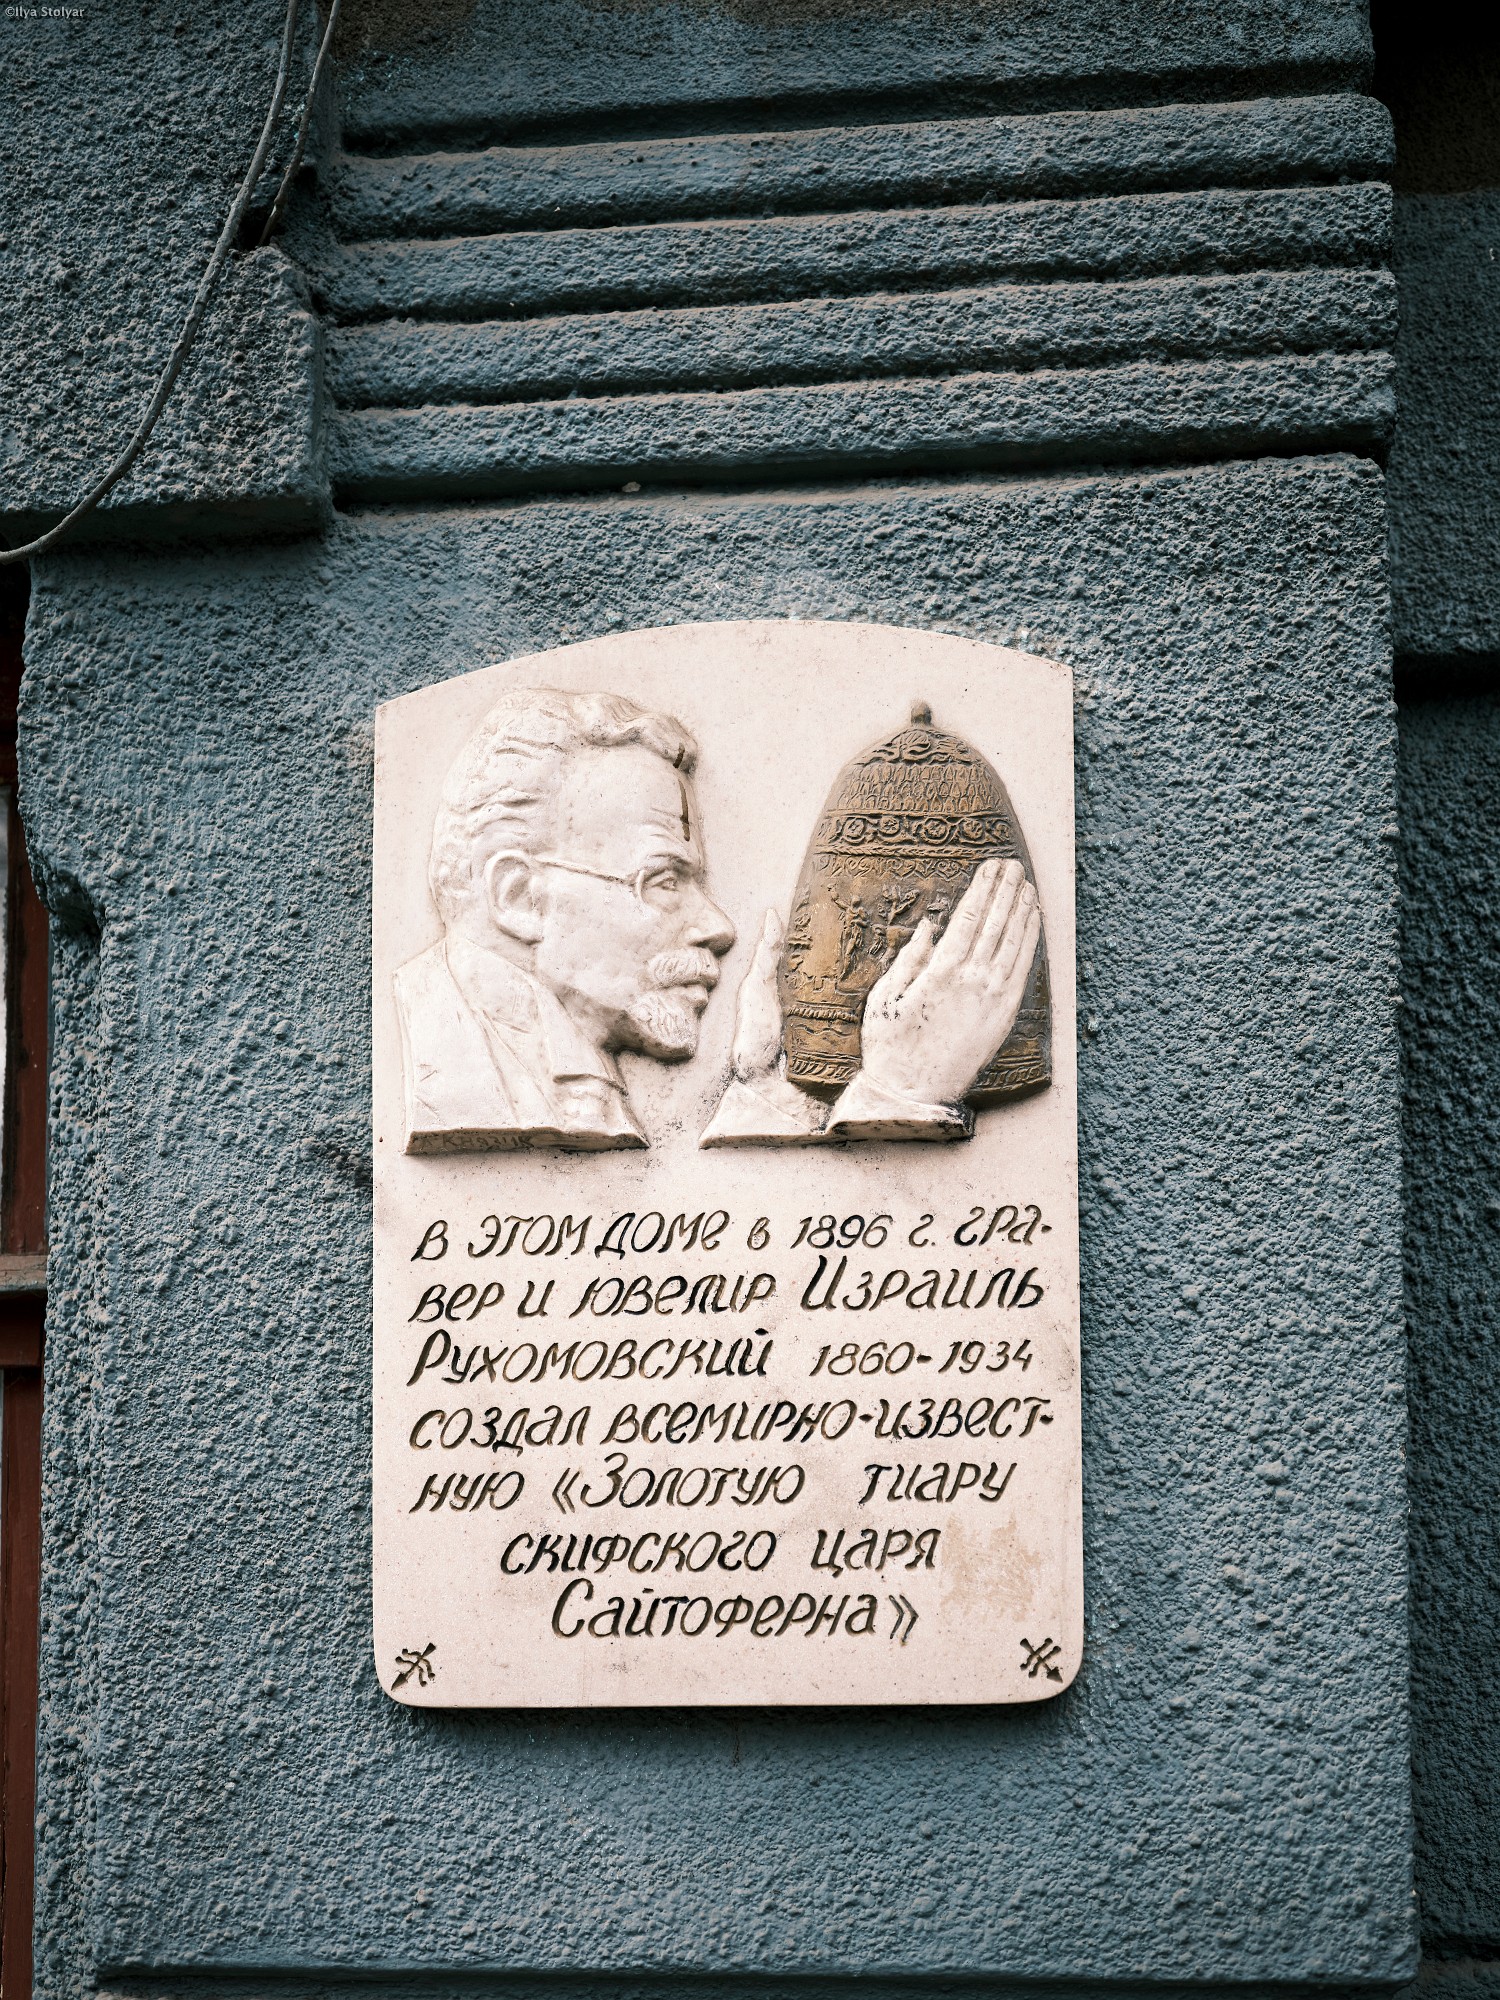 ©Ilya Stolyar
В ЭТОМ ДОМЕ в 1896 г. ГРА-
ВЕР И ЮВЕЛИР ИЗРАИЛЬ
РУХОМОВСКИЙ 1860-1934
СОЗДАЛ ВСЕМИРНО-ИЗВЕСТ-
НУЮ «ЗОЛОТУЮ ТИАРУ
СКИФСКОГО ЦАРЯ
САЙТОФЕРНА»